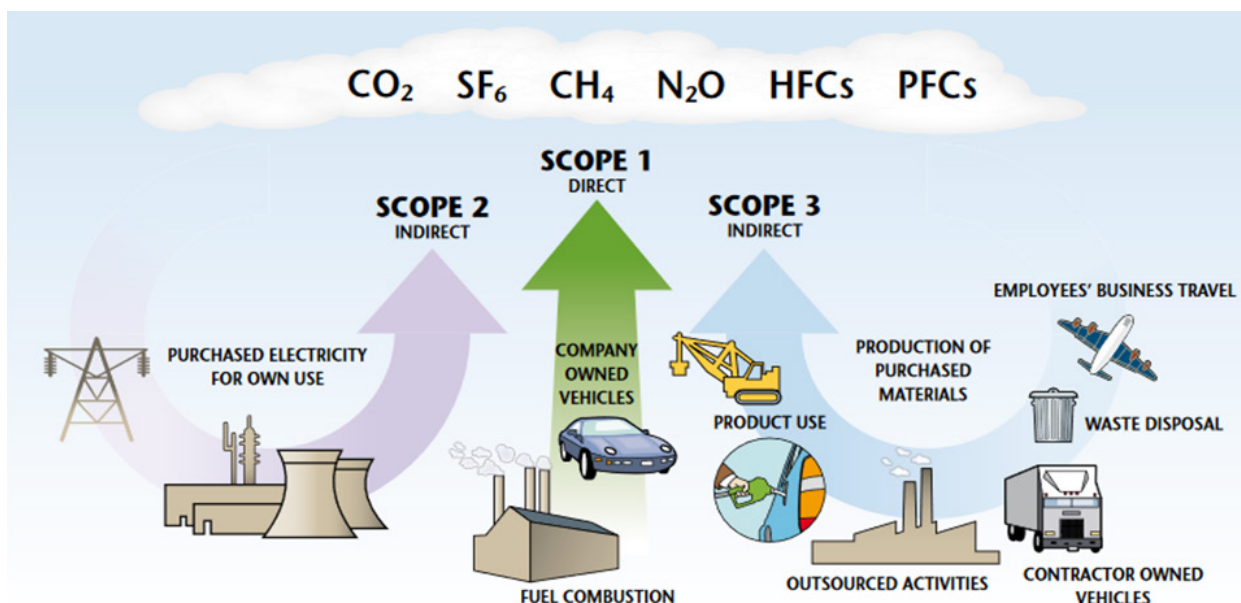 CO₂ SF₆ CH₄ N₂O HFCs PFCs
SCOPE 1
DIRECT
SCOPE 2
INDIRECT
SCOPE 3
INDIRECT
PURCHASED ELECTRICITY
FOR OWN USE
COMPANY
OWNED
VEHICLES
FUEL COMBUSTION
PRODUCT USE
PRODUCTION OF
PURCHASED
MATERIALS
OUTSOURCED ACTIVITIES
EMPLOYEES' BUSINESS TRAVEL
WASTE DISPOSAL
CONTRACTOR OWNED
VEHICLES